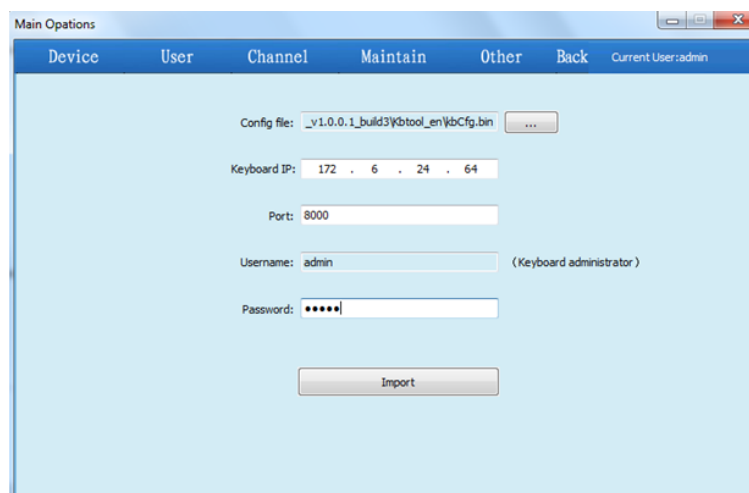 Main Opations
Device User Channel Maintain Other Back Current User:admin
Config file: _v1.0.0.1_build3\Kbtool_en\kbCfg.bin ...
Keyboard IP: 172 . 6 . 24 . 64
Port: 8000
Username: admin (Keyboard administrator)
Password: •••••
Import